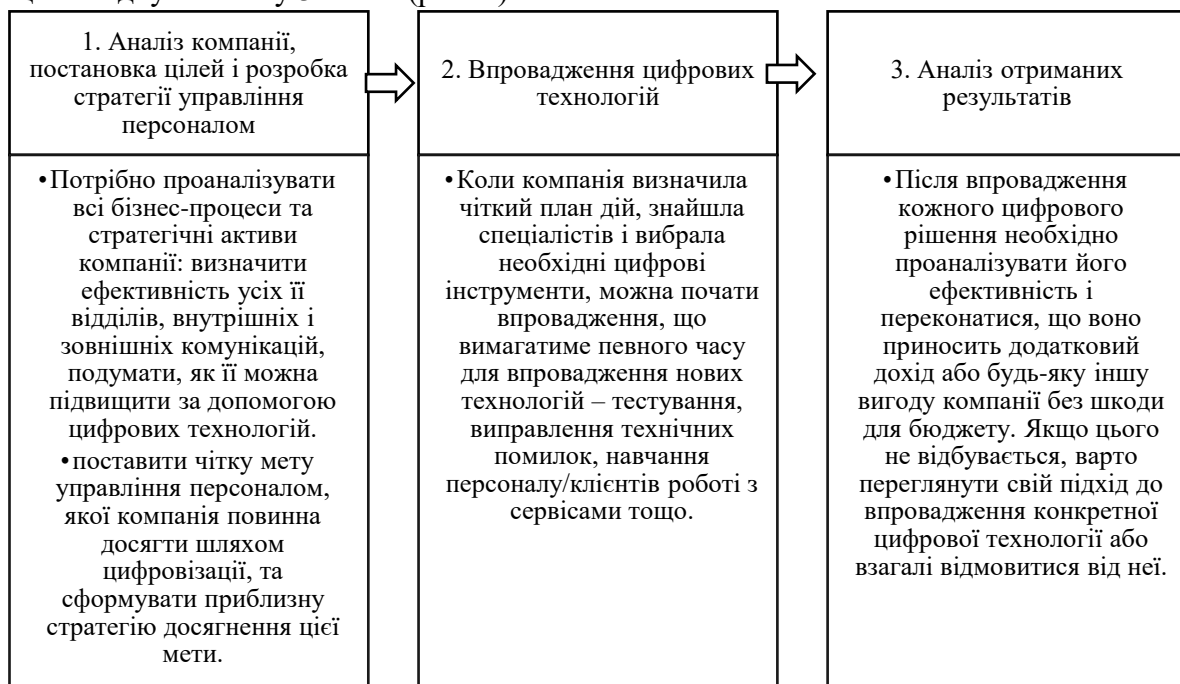 1. Аналіз компанії,
постановка цілей і розробка
стратегії управління
персоналом
2. Впровадження цифрових
технологій
3. Аналіз отриманих
результатів
•Потрібно проаналізувати
всі бізнес-процеси та
стратегічні активи
компанії: визначити
ефективність усіх її
відділів, внутрішніх і
зовнішніх комунікацій,
подумати, як її можна
підвищити за допомогою
цифрових технологій.
•поставити чітку мету
управління персоналом,
якої компанія повинна
досягти шляхом
цифровізації, та
сформувати приблизну
стратегію досягнення цієї
мети.
•Коли компанія визначила
чіткий план дій, знайшла
спеціалістів і вибрала
необхідні цифрові
інструменти, можна почати
впровадження, що
вимагатиме певного часу
для впровадження нових
технологій – тестування,
виправлення технічних
помилок, навчання
персоналу/клієнтів роботі з
сервісами тощо.
•Після впровадження
кожного цифрового
рішення необхідно
проаналізувати його
ефективність і
переконатися, що воно
приносить додатковий
дохід або будь-яку іншу
вигоду компанії без шкоди
для бюджету. Якщо цього
не відбувається, варто
переглянути свій підхід до
впровадження конкретної
цифрової технології або
взагалі відмовитися від неї.